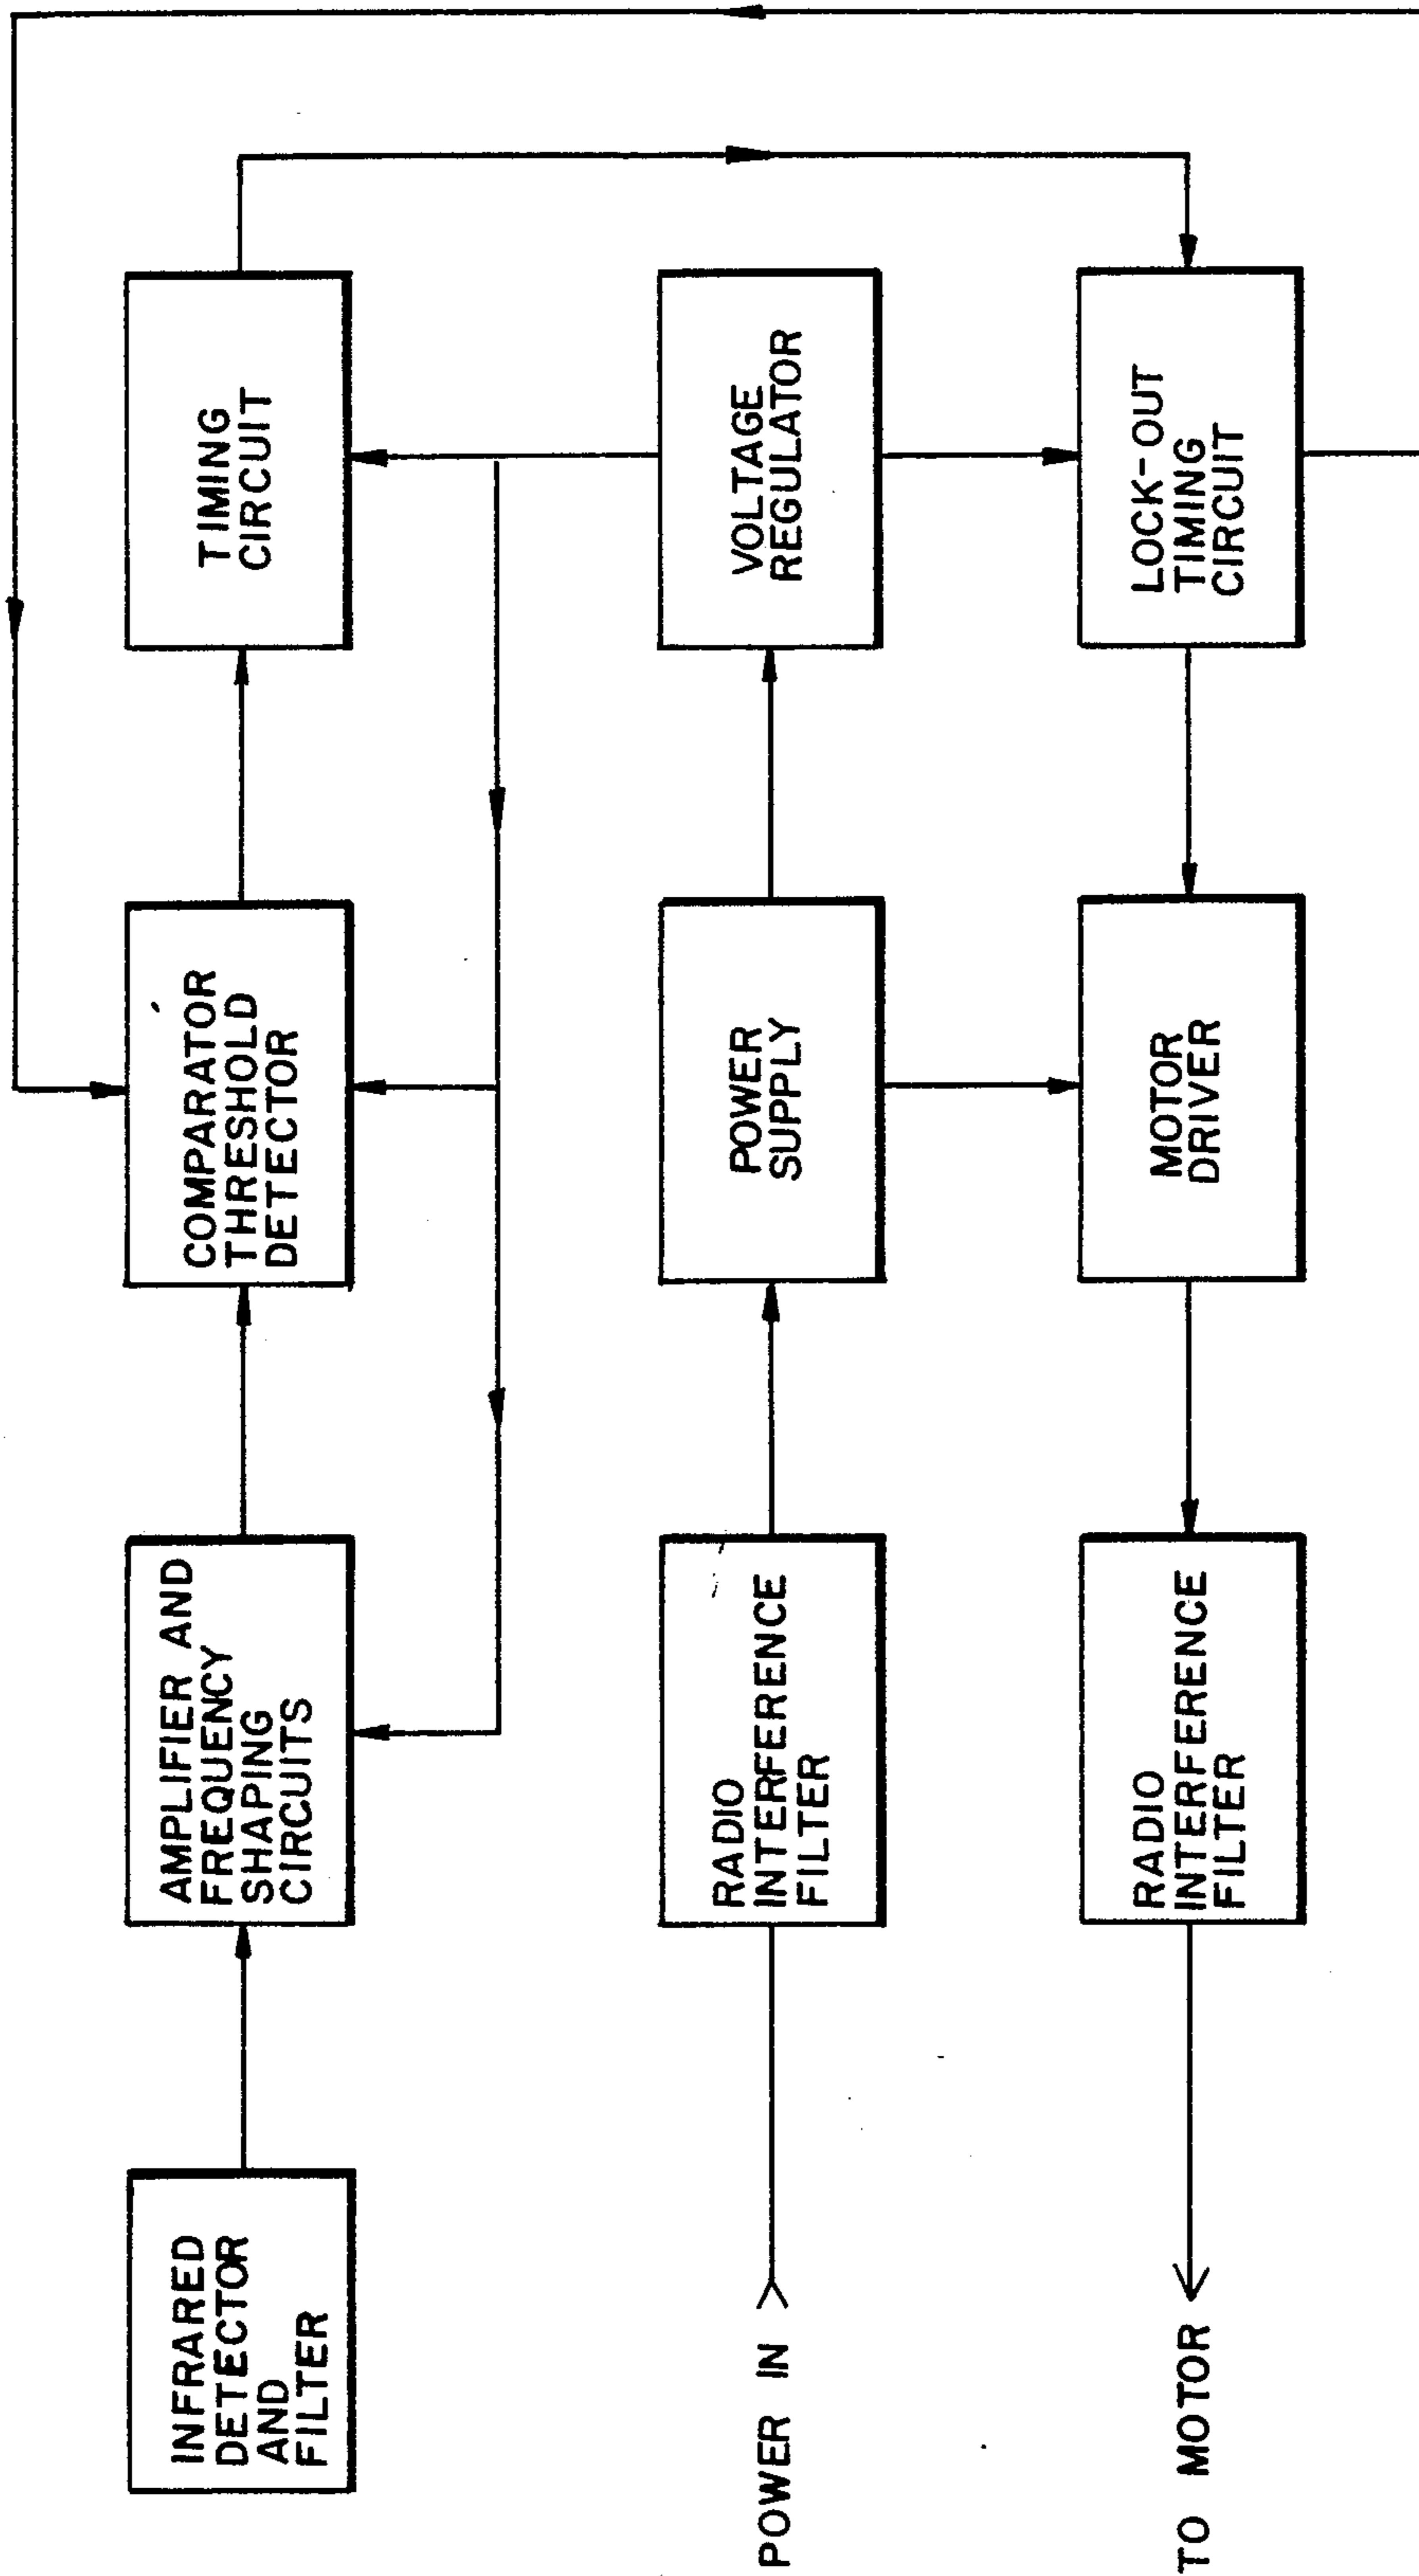 INFRARED
DETECTOR
AND
FILTER
AMPLIFIER AND
FREQUENCY
SHAPING
CIRCUITS
COMPARATOR
THRESHOLD
DETECTOR
TIMING
CIRCUIT
POWER IN
RADIO
INTERFERENCE
FILTER
POWER
SUPPLY
VOLTAGE
REGULATOR
TO MOTOR
RADIO
INTERFERENCE
FILTER
MOTOR
DRIVER
LOCK-OUT
TIMING
CIRCUIT